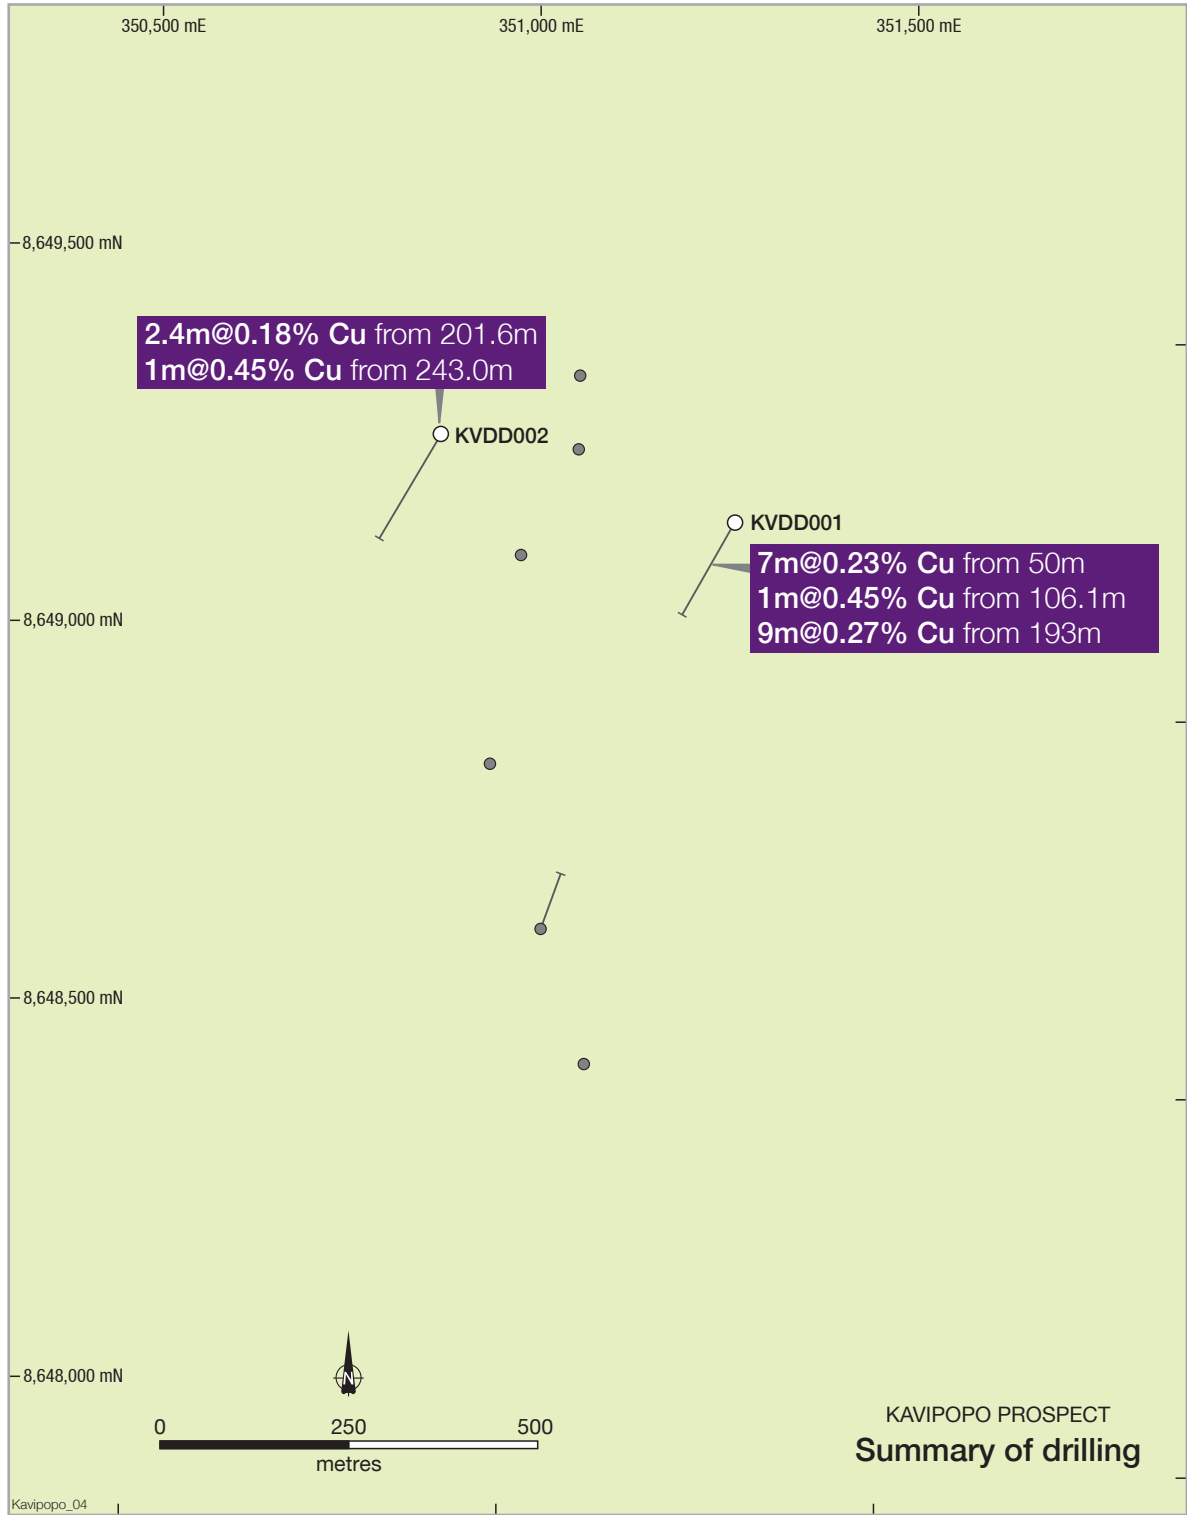 350,500 mE
351,000 mE
351,500 mE
8,649,500 mN
2.4m@0.18% Cu from 201.6m
1m@0.45% Cu from 243.0m
KVDD002
KVDD001
7m@0.23% Cu from 50m
1m@0.45% Cu from 106.1m
9m@0.27% Cu from 193m
8,649,000 mN
8,648,500 mN
8,648,000 mN
N
0 250 500
metres
KAVIPOPO PROSPECT
Summary of drilling
Kavipopo_04